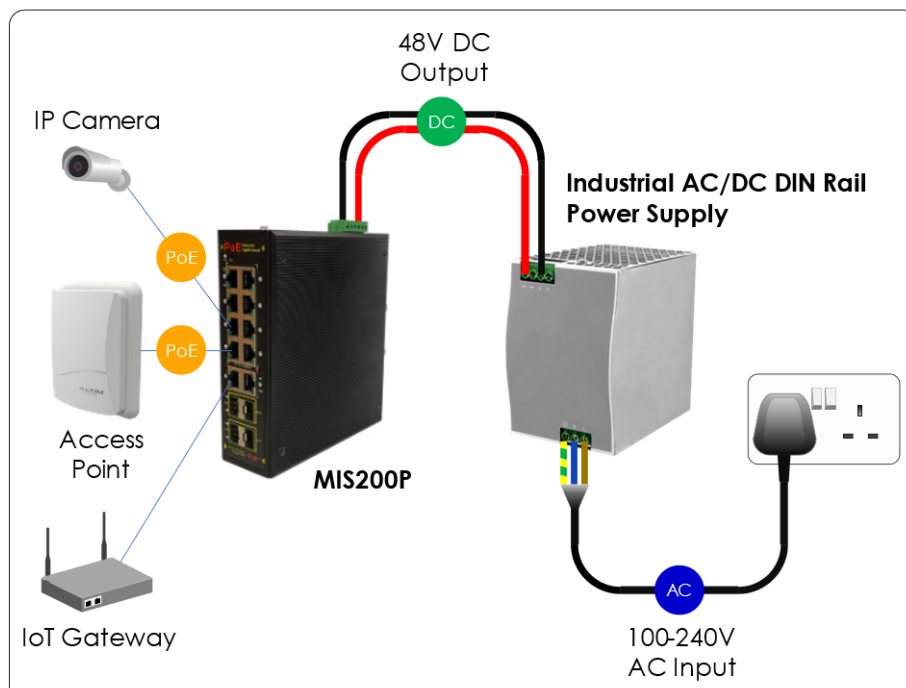 48V DC
Output
DC
IP Camera
Industrial AC/DC DIN Rail
Power Supply
PoE
PoE
PoE
Access
Point
MIS200P
IoT Gateway
AC
100-240V
AC Input